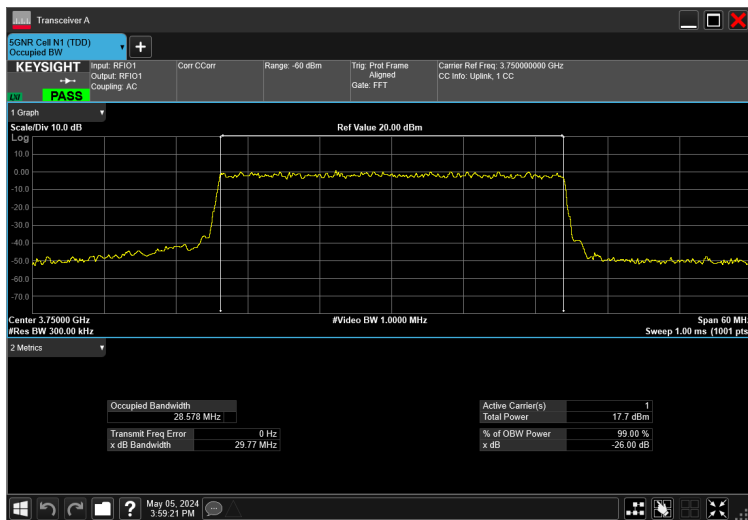 Transceiver A
5GNR Cell N1 (TDD)
Occupied BW
KEYSIGHT
LXI
PASS
Input: RFIO1
Output: RFIO1
Coupling: AC
Corr CCorr
Range: -60 dBm
Trig: Prot Frame
Aligned
Gate: FFT
Carrier Ref Freq: 3.750000000 GHz
CC Info: Uplink, 1 CC
1 Graph
Scale/Div 10.0 dB
Ref Value 20.00 dBm
Log
10.0
0.00
-10.0
-20.0
-30.0
-40.0
-50.0
-60.0
-70.0
Center 3.75000 GHz
#Video BW 1.0000 MHz
Span 60 MH
#Res BW 300.00 kHz
Sweep 1.00 ms (1001 pts
2 Metrics
Occupied Bandwidth
28.578 MHz
Transmit Freq Error 0 Hz
x dB Bandwidth 29.77 MHz
Active Carrier(s) 1
Total Power 17.7 dBm
% of OBW Power 99.00 %
x dB -26.00 dB
?
May 05, 2024
3:59:21 PM